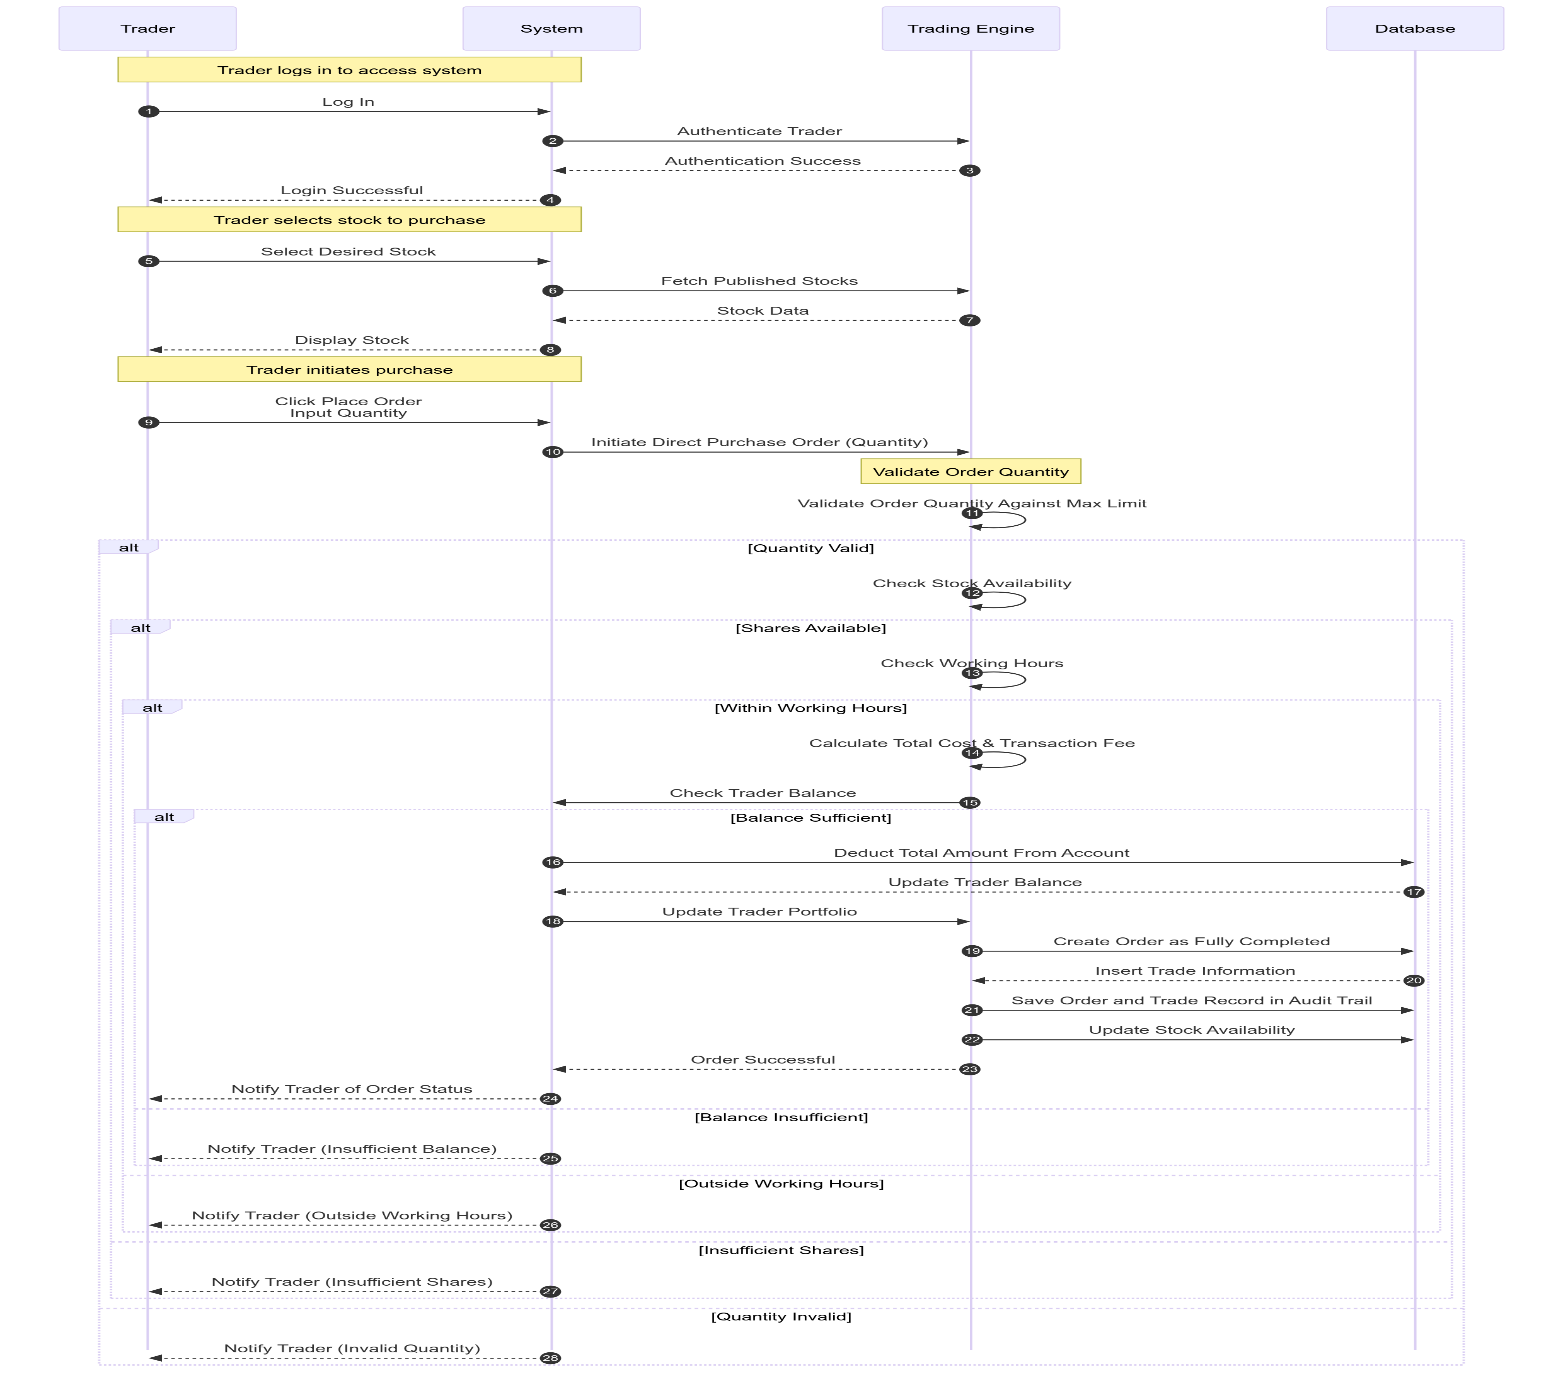 Trader
System
Trading Engine
Database
Trader logs in to access system
Log In
1
Authenticate Trader
2
Authentication Success
3
Login Successful
4
Trader selects stock to purchase
Select Desired Stock
5
Fetch Published Stocks
6
Stock Data
7
Display Stock
8
Trader initiates purchase
Click Place Order
Input Quantity
9
Initiate Direct Purchase Order (Quantity)
10
Validate Order Quantity
Validate Order Quantity Against Max Limit
11
alt
[Quantity Valid]
Check Stock Availability
12
alt
[Shares Available]
Check Working Hours
13
alt
[Within Working Hours]
Calculate Total Cost & Transaction Fee
14
Check Trader Balance
15
alt
[Balance Sufficient]
Deduct Total Amount From Account
16
Update Trader Balance
17
Update Trader Portfolio
18
Create Order as Fully Completed
19
Insert Trade Information
20
Save Order and Trade Record in Audit Trail
21
Update Stock Availability
22
Order Successful
23
Notify Trader of Order Status
24
[Balance Insufficient]
Notify Trader (Insufficient Balance)
25
[Outside Working Hours]
Notify Trader (Outside Working Hours)
26
[Insufficient Shares]
Notify Trader (Insufficient Shares)
27
[Quantity Invalid]
Notify Trader (Invalid Quantity)
28